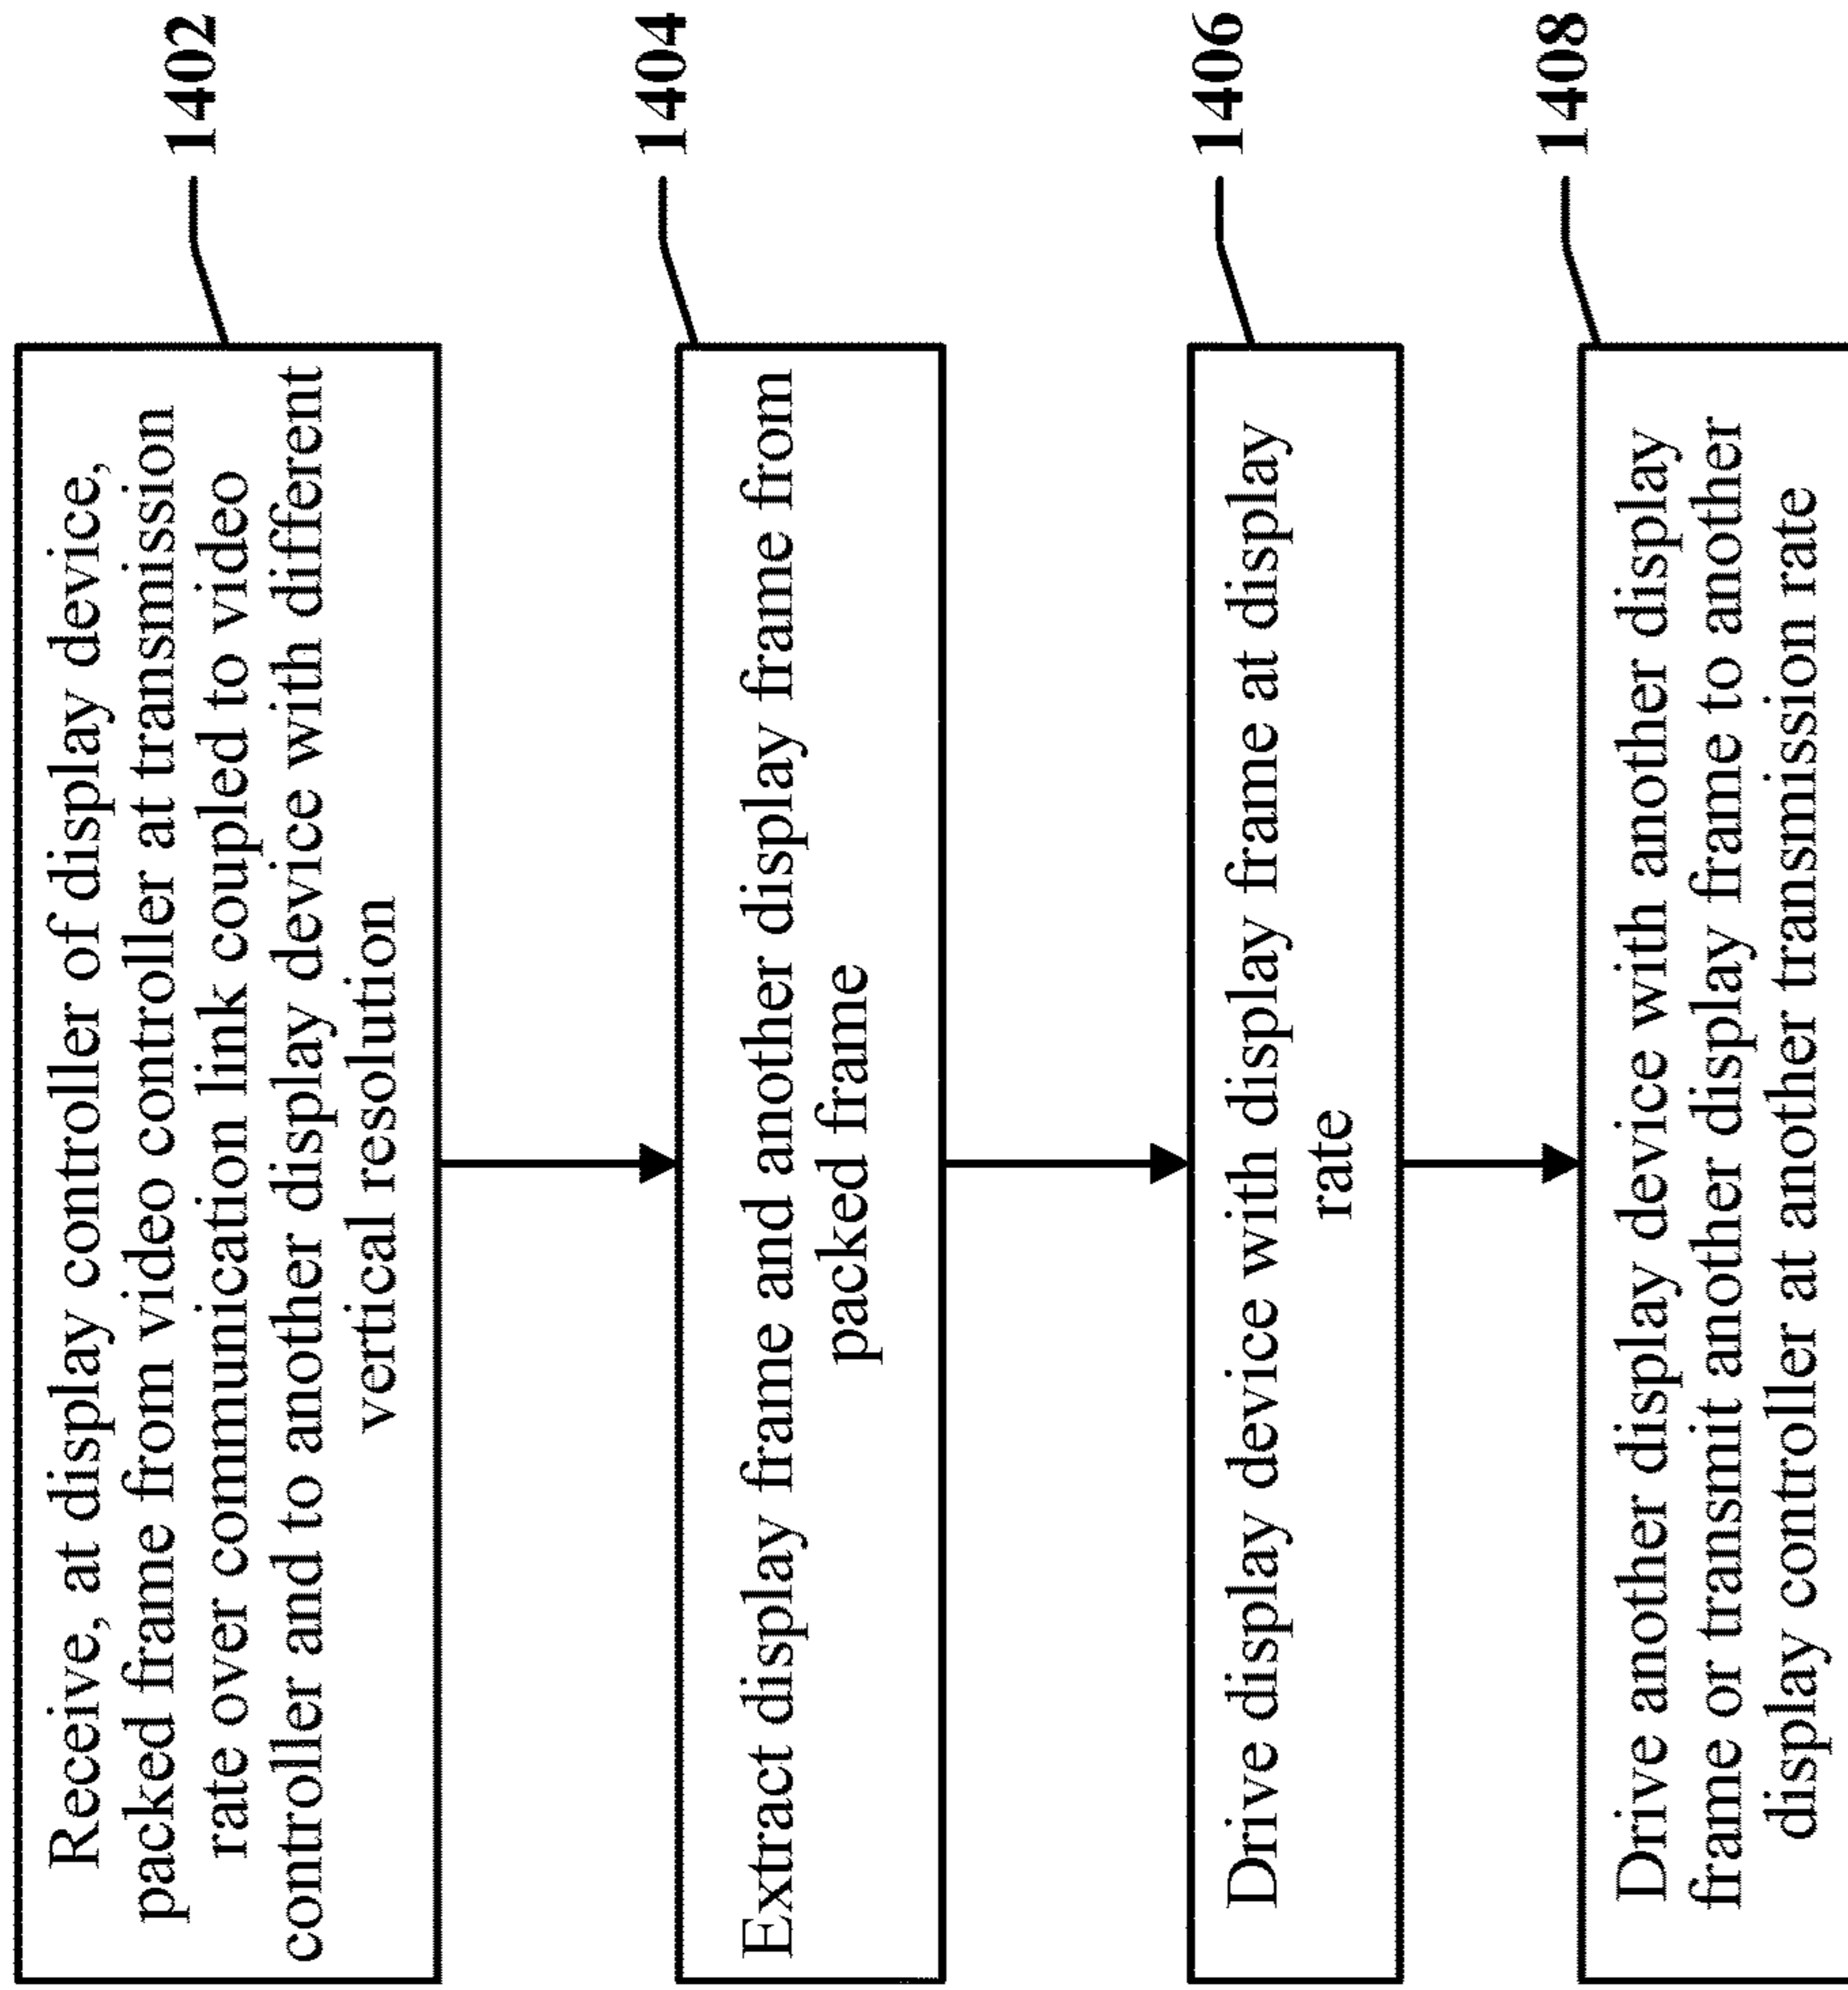 Receive, at display controller of display device,
packed frame from video controller at transmission
rate over communication link coupled to video
controller and to another display device with different
vertical resolution
1402
Extract display frame and another display frame from
packed frame
1404
Drive display device with display frame at display
rate
1406
Drive another display device with another display
frame or transmit another display frame to another
display controller at another transmission rate
1408